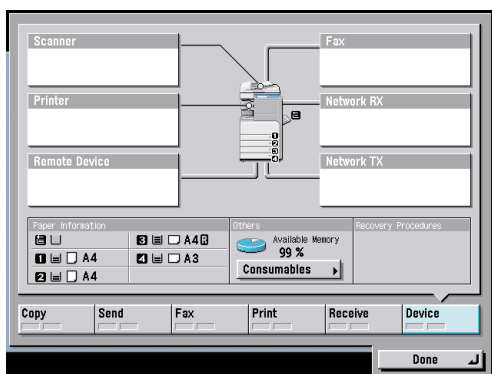 Scanner
Fax
Printer
Network RX
Remote Device
Network TX
1
2
3
4
Paper Information
Others
Recovery Procedures
3 A4R
Available Memory
1 A4
4 A3
99 %
2 A4
Consumables
Copy Send Fax Print Receive Device
Done